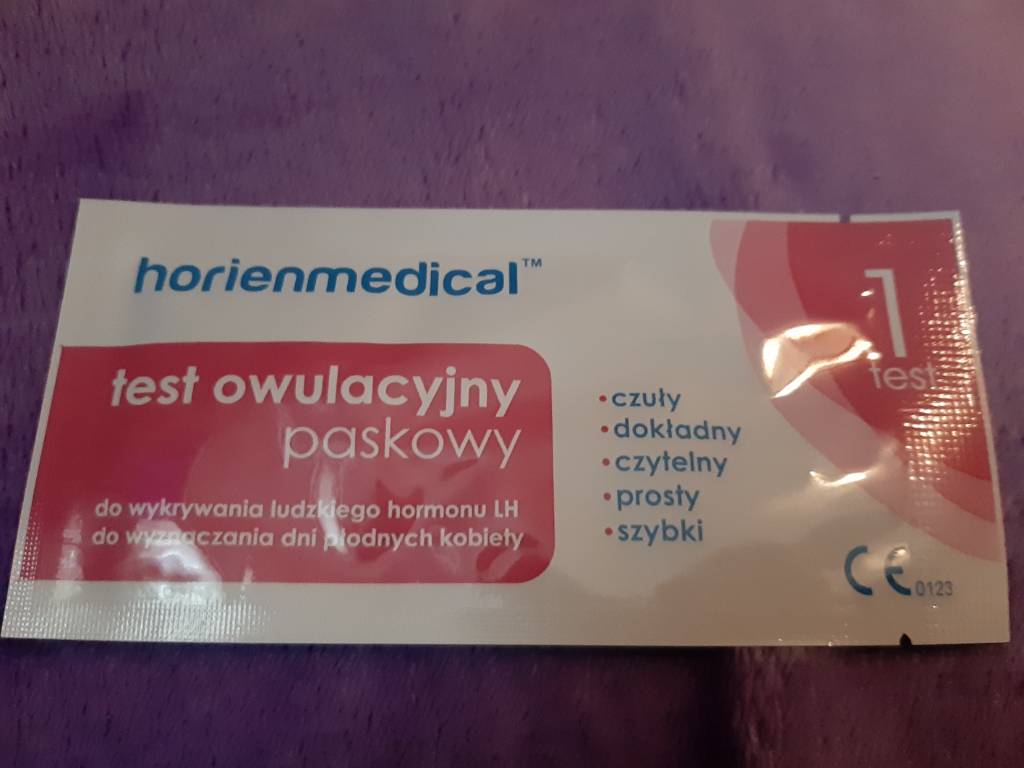 horienmedical™
test owulacyjny
paskowy
do wykrywania ludzkiego hormonu LH
do wyznaczania dni płodnych kobiety
•czuły
•dokładny
•czytelny
•prosty
•szybki
1
test
CE 0123